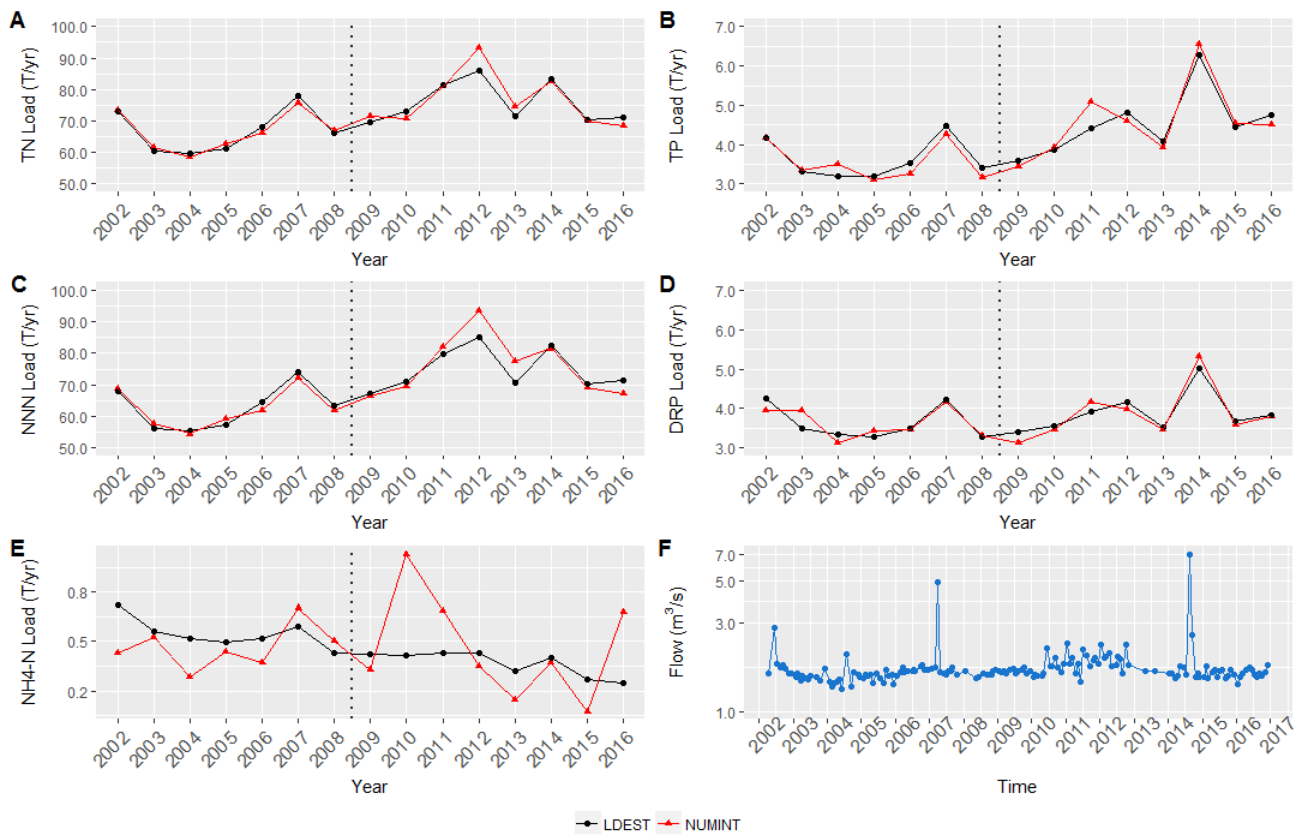 A
TN Load (T/yr)
100.0
90.0
80.0
70.0
60.0
50.0
2002 2003 2004 2005 2006 2007 2008 2009 2010 2011 2012 2013 2014 2015 2016
Year
B
TP Load (T/yr)
7.0
6.0
5.0
4.0
3.0
2002 2003 2004 2005 2006 2007 2008 2009 2010 2011 2012 2013 2014 2015 2016
Year
C
NNN Load (T/yr)
100.0
90.0
80.0
70.0
60.0
50.0
2002 2003 2004 2005 2006 2007 2008 2009 2010 2011 2012 2013 2014 2015 2016
Year
D
DRP Load (T/yr)
7.0
6.0
5.0
4.0
3.0
2002 2003 2004 2005 2006 2007 2008 2009 2010 2011 2012 2013 2014 2015 2016
Year
E
NH4-N Load (T/yr)
0.8
0.5
0.2
2002 2003 2004 2005 2006 2007 2008 2009 2010 2011 2012 2013 2014 2015 2016
Year
F
Flow (m³/s)
7.0
5.0
3.0
1.0
2002 2003 2004 2005 2006 2007 2008 2009 2010 2011 2012 2013 2014 2015 2016 2017
Time
LDEST NUMINT